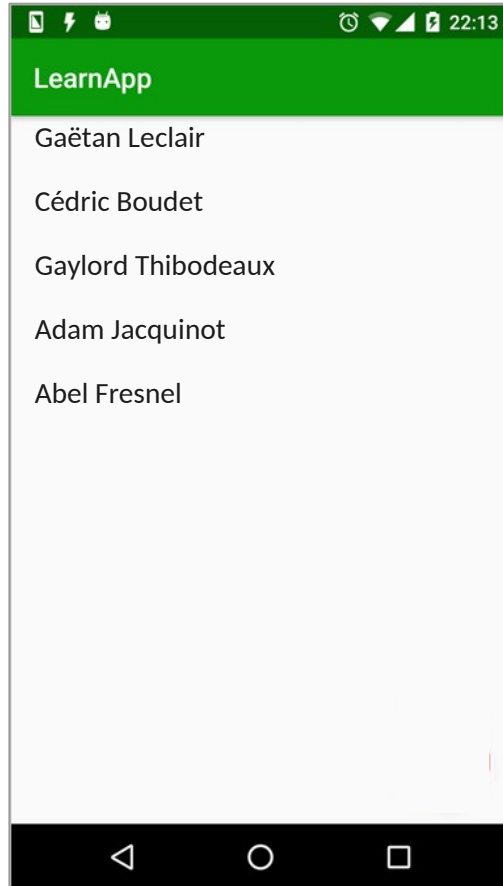 22:13
LearnApp
Gaëtan Leclair
Cédric Boudet
Gaylord Thibodeaux
Adam Jacquinot
Abel Fresnel